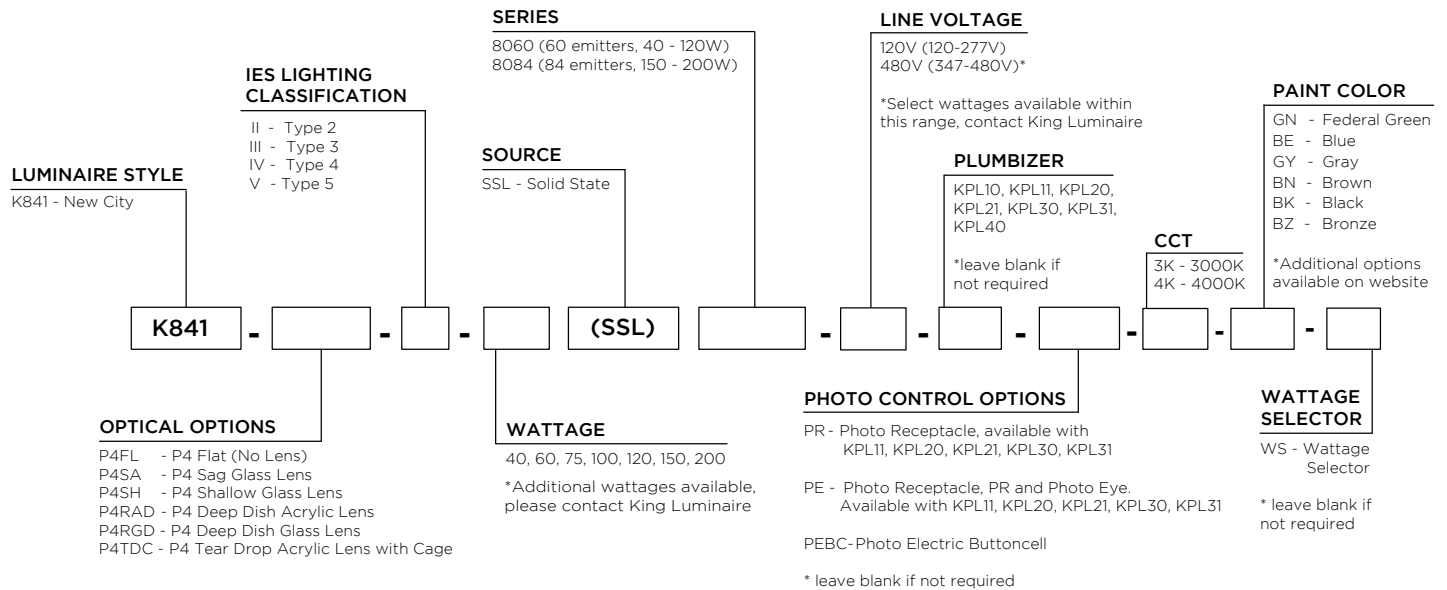 SERIES
8060 (60 emitters, 40 - 120W)
8084 (84 emitters, 150 - 200W)
LINE VOLTAGE
120V (120-277V)
480V (347-480V)*
*Select wattages available within
this range, contact King Luminaire
IES LIGHTING
CLASSIFICATION
II - Type 2
III - Type 3
IV - Type 4
V - Type 5
PAINT COLOR
GN - Federal Green
BE - Blue
GY - Gray
BN - Brown
BK - Black
BZ - Bronze
*Additional options
available on website
SOURCE
SSL - Solid State
PLUMBIZER
KPL10, KPL11, KPL20,
KPL21, KPL30, KPL31,
KPL40
*leave blank if
not required
LUMINAIRE STYLE
K841 - New City
CCT
3K - 3000K
4K - 4000K
K841 - - - (SSL) - - - - - -
OPTICAL OPTIONS
P4FL - P4 Flat (No Lens)
P4SA - P4 Sag Glass Lens
P4SH - P4 Shallow Glass Lens
P4RAD - P4 Deep Dish Acrylic Lens
P4RGD - P4 Deep Dish Glass Lens
P4TDC - P4 Tear Drop Acrylic Lens with Cage
WATTAGE
40, 60, 75, 100, 120, 150, 200
*Additional wattages available,
please contact King Luminaire
PHOTO CONTROL OPTIONS
PR - Photo Receptacle, available with
KPL11, KPL20, KPL21, KPL30, KPL31
PE - Photo Receptacle, PR and Photo Eye.
Available with KPL11, KPL20, KPL21, KPL30, KPL31
PEBC-Photo Electric Buttoncell
* leave blank if not required
WATTAGE
SELECTOR
WS - Wattage
Selector
* leave blank if
not required